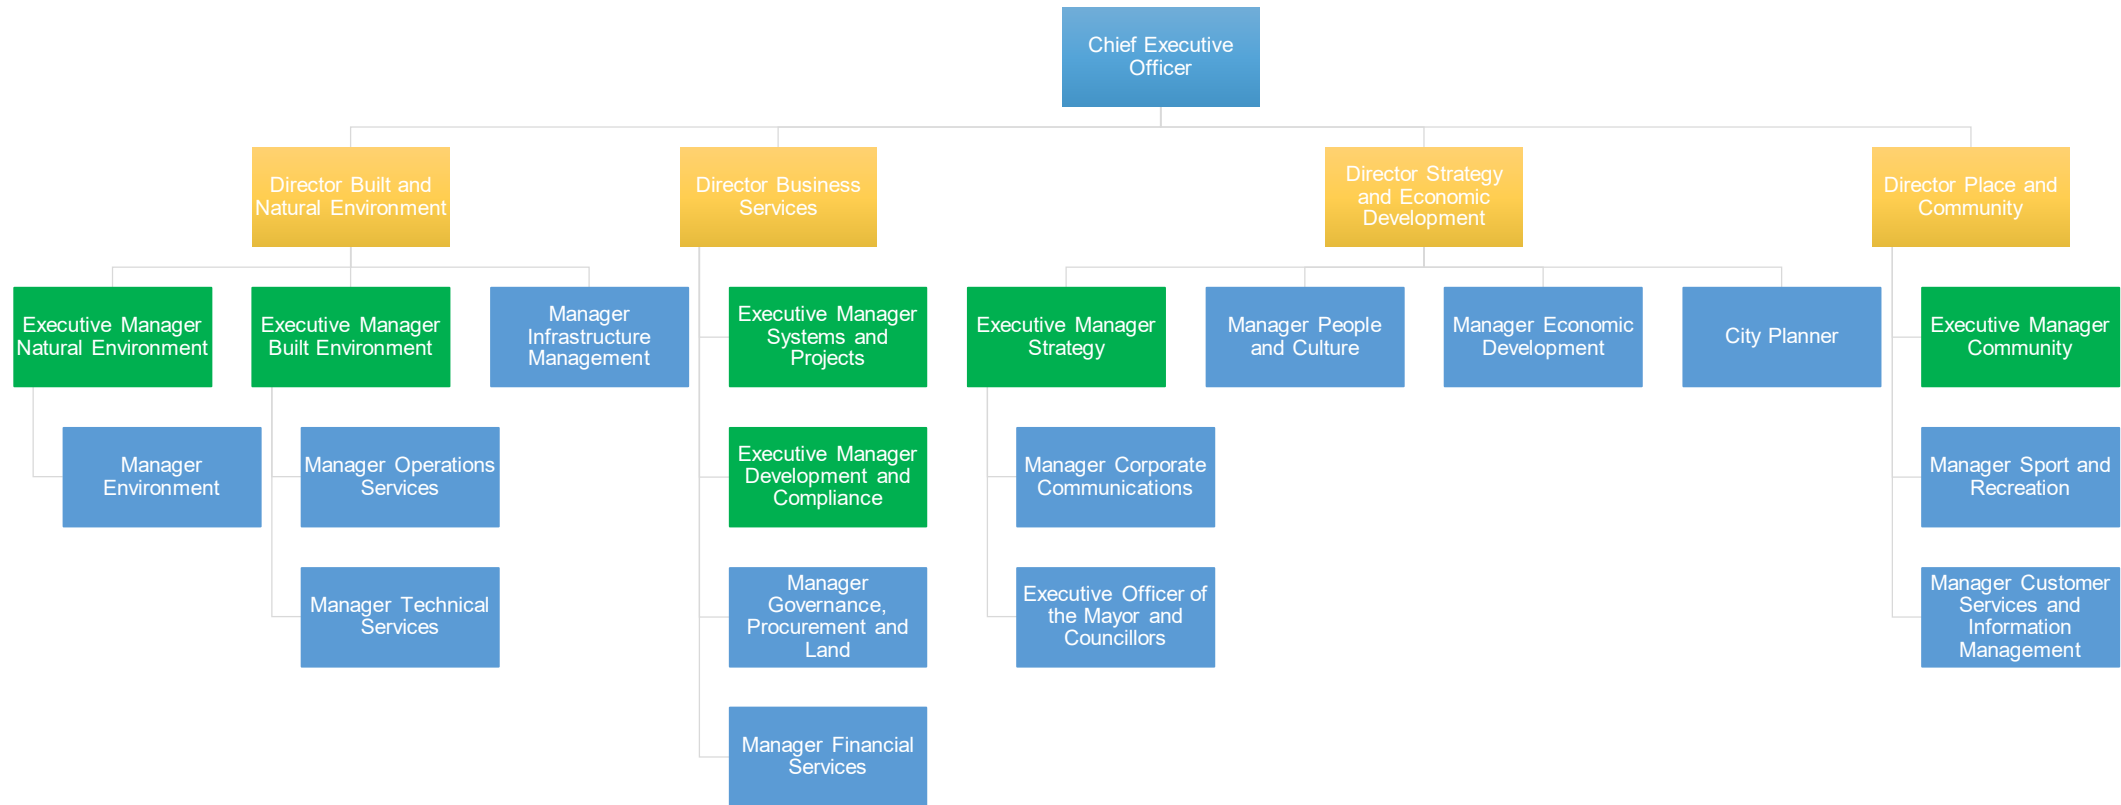 Chief Executive
Officer
Director Built and
Natural Environment
Director Business
Services
Director Strategy
and Economic
Development
Director Place and
Community
Executive Manager
Natural Environment
Executive Manager
Built Environment
Manager
Infrastructure
Management
Executive Manager
Systems and
Projects
Executive Manager
Strategy
Manager People
and Culture
Manager Economic
Development
City Planner
Executive Manager
Community
Manager
Environment
Manager Operations
Services
Executive Manager
Development and
Compliance
Manager Corporate
Communications
Manager Sport and
Recreation
Manager Technical
Services
Manager
Governance,
Procurement and
Land
Executive Officer of
the Mayor and
Councillors
Manager Customer
Services and
Information
Management
Manager Financial
Services